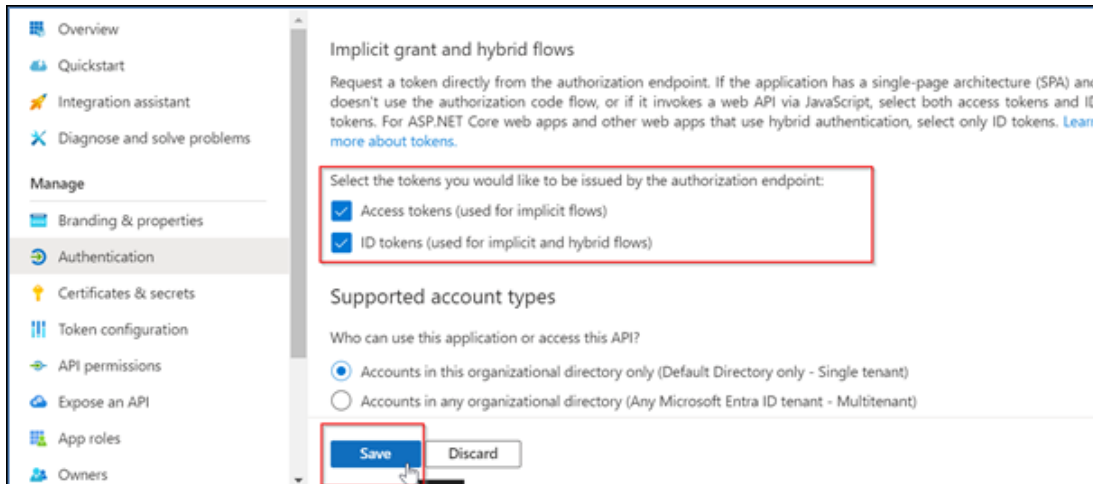 Overview
Quickstart
Integration assistant
Diagnose and solve problems
Manage
Branding & properties
Authentication
Certificates & secrets
Token configuration
API permissions
Expose an API
App roles
Owners
Implicit grant and hybrid flows
Request a token directly from the authorization endpoint. If the application has a single-page architecture (SPA) and
doesn't use the authorization code flow, or if it invokes a web API via JavaScript, select both access tokens and ID
tokens. For ASP.NET Core web apps and other web apps that use hybrid authentication, select only ID tokens. Learn
more about tokens.
Select the tokens you would like to be issued by the authorization endpoint:
Access tokens (used for implicit flows)
ID tokens (used for implicit and hybrid flows)
Supported account types
Who can use this application or access this API?
Accounts in this organizational directory only (Default Directory only - Single tenant)
Accounts in any organizational directory (Any Microsoft Entra ID tenant - Multitenant)
Save
Discard